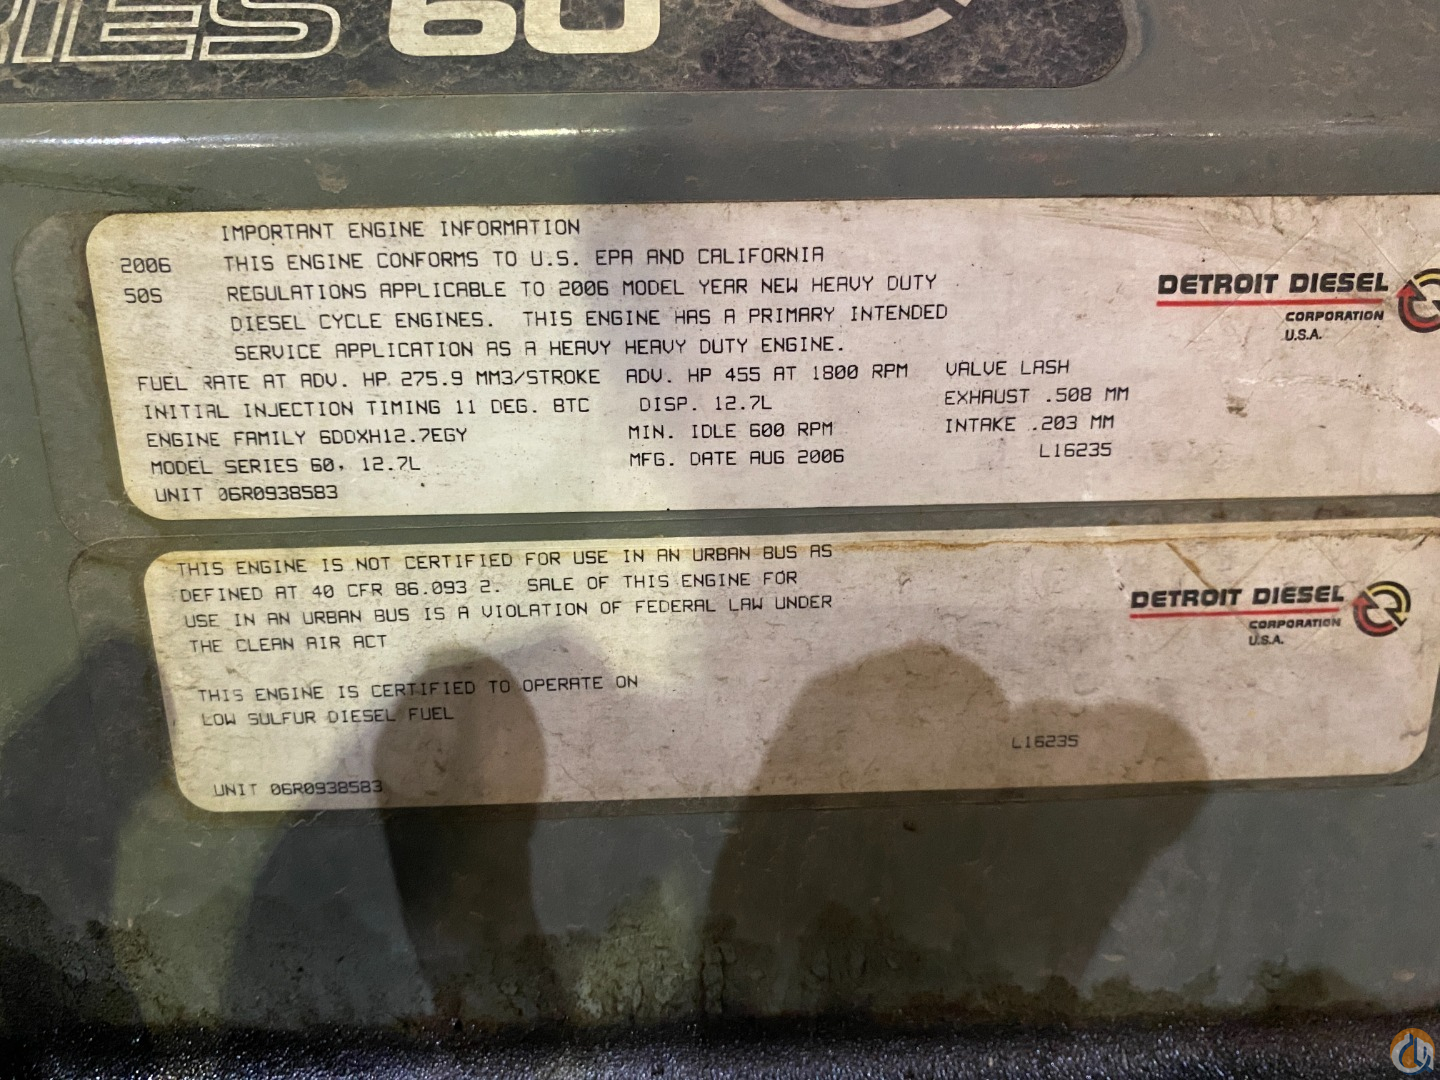 RIES 60
IMPORTANT ENGINE INFORMATION
2006 THIS ENGINE CONFORMS TO U.S. EPA AND CALIFORNIA
50S REGULATIONS APPLICABLE TO 2006 MODEL YEAR NEW HEAVY DUTY
DIESEL CYCLE ENGINES. THIS ENGINE HAS A PRIMARY INTENDED
SERVICE APPLICATION AS A HEAVY HEAVY DUTY ENGINE.
FUEL RATE AT ADV. HP 275.9 MM3/STROKE ADV. HP 455 AT 1800 RPM VALVE LASH
INITIAL INJECTION TIMING 11 DEG. BTC DISP. 12.7L EXHAUST .508 MM
ENGINE FAMILY 6DDXH12.7EGY MIN. IDLE 600 RPM INTAKE .203 MM
MODEL SERIES 60, 12.7L MFG. DATE AUG 2006 L16235
UNIT 06R0938583
DETROIT DIESEL
CORPORATION
U.S.A.
THIS ENGINE IS NOT CERTIFIED FOR USE IN AN URBAN BUS AS
DEFINED AT 40 CFR 86.093 2. SALE OF THIS ENGINE FOR
USE IN AN URBAN BUS IS A VIOLATION OF FEDERAL LAW UNDER
THE CLEAN AIR ACT
THIS ENGINE IS CERTIFIED TO OPERATE ON
LOW SULFUR DIESEL FUEL
L16235
UNIT 06R0938583
DETROIT DIESEL
CORPORATION
U.S.A.